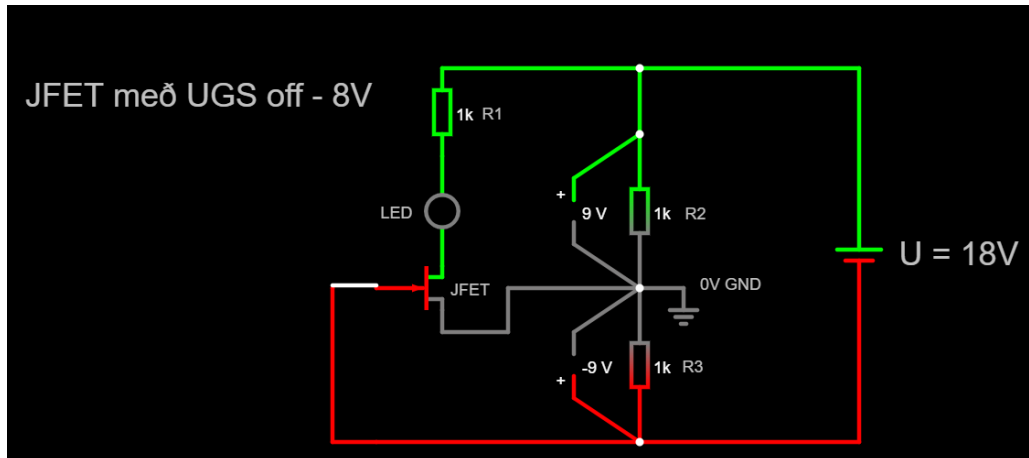 JFET með UGS off - 8V
1k R1
LED
+
9 V
1k R2
U = 18V
0V GND
JFET
-9 V
1k R3
+